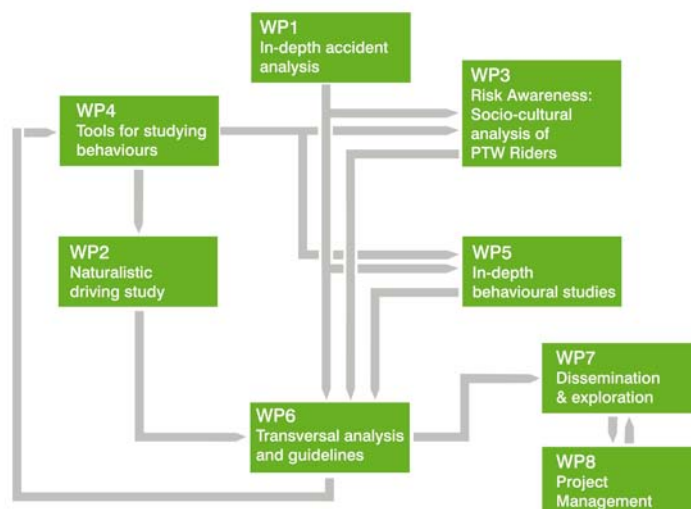 WP1
In-depth accident
analysis
WP3
Risk Awareness:
Socio-cultural
analysis of
PTW Riders
WP4
Tools for studying
behaviours
WP2
Naturalistic
driving study
WP5
In-depth
behavioural studies
WP7
Dissemination
& exploration
WP6
Transversal analysis
and guidelines
WP8
Project
Management